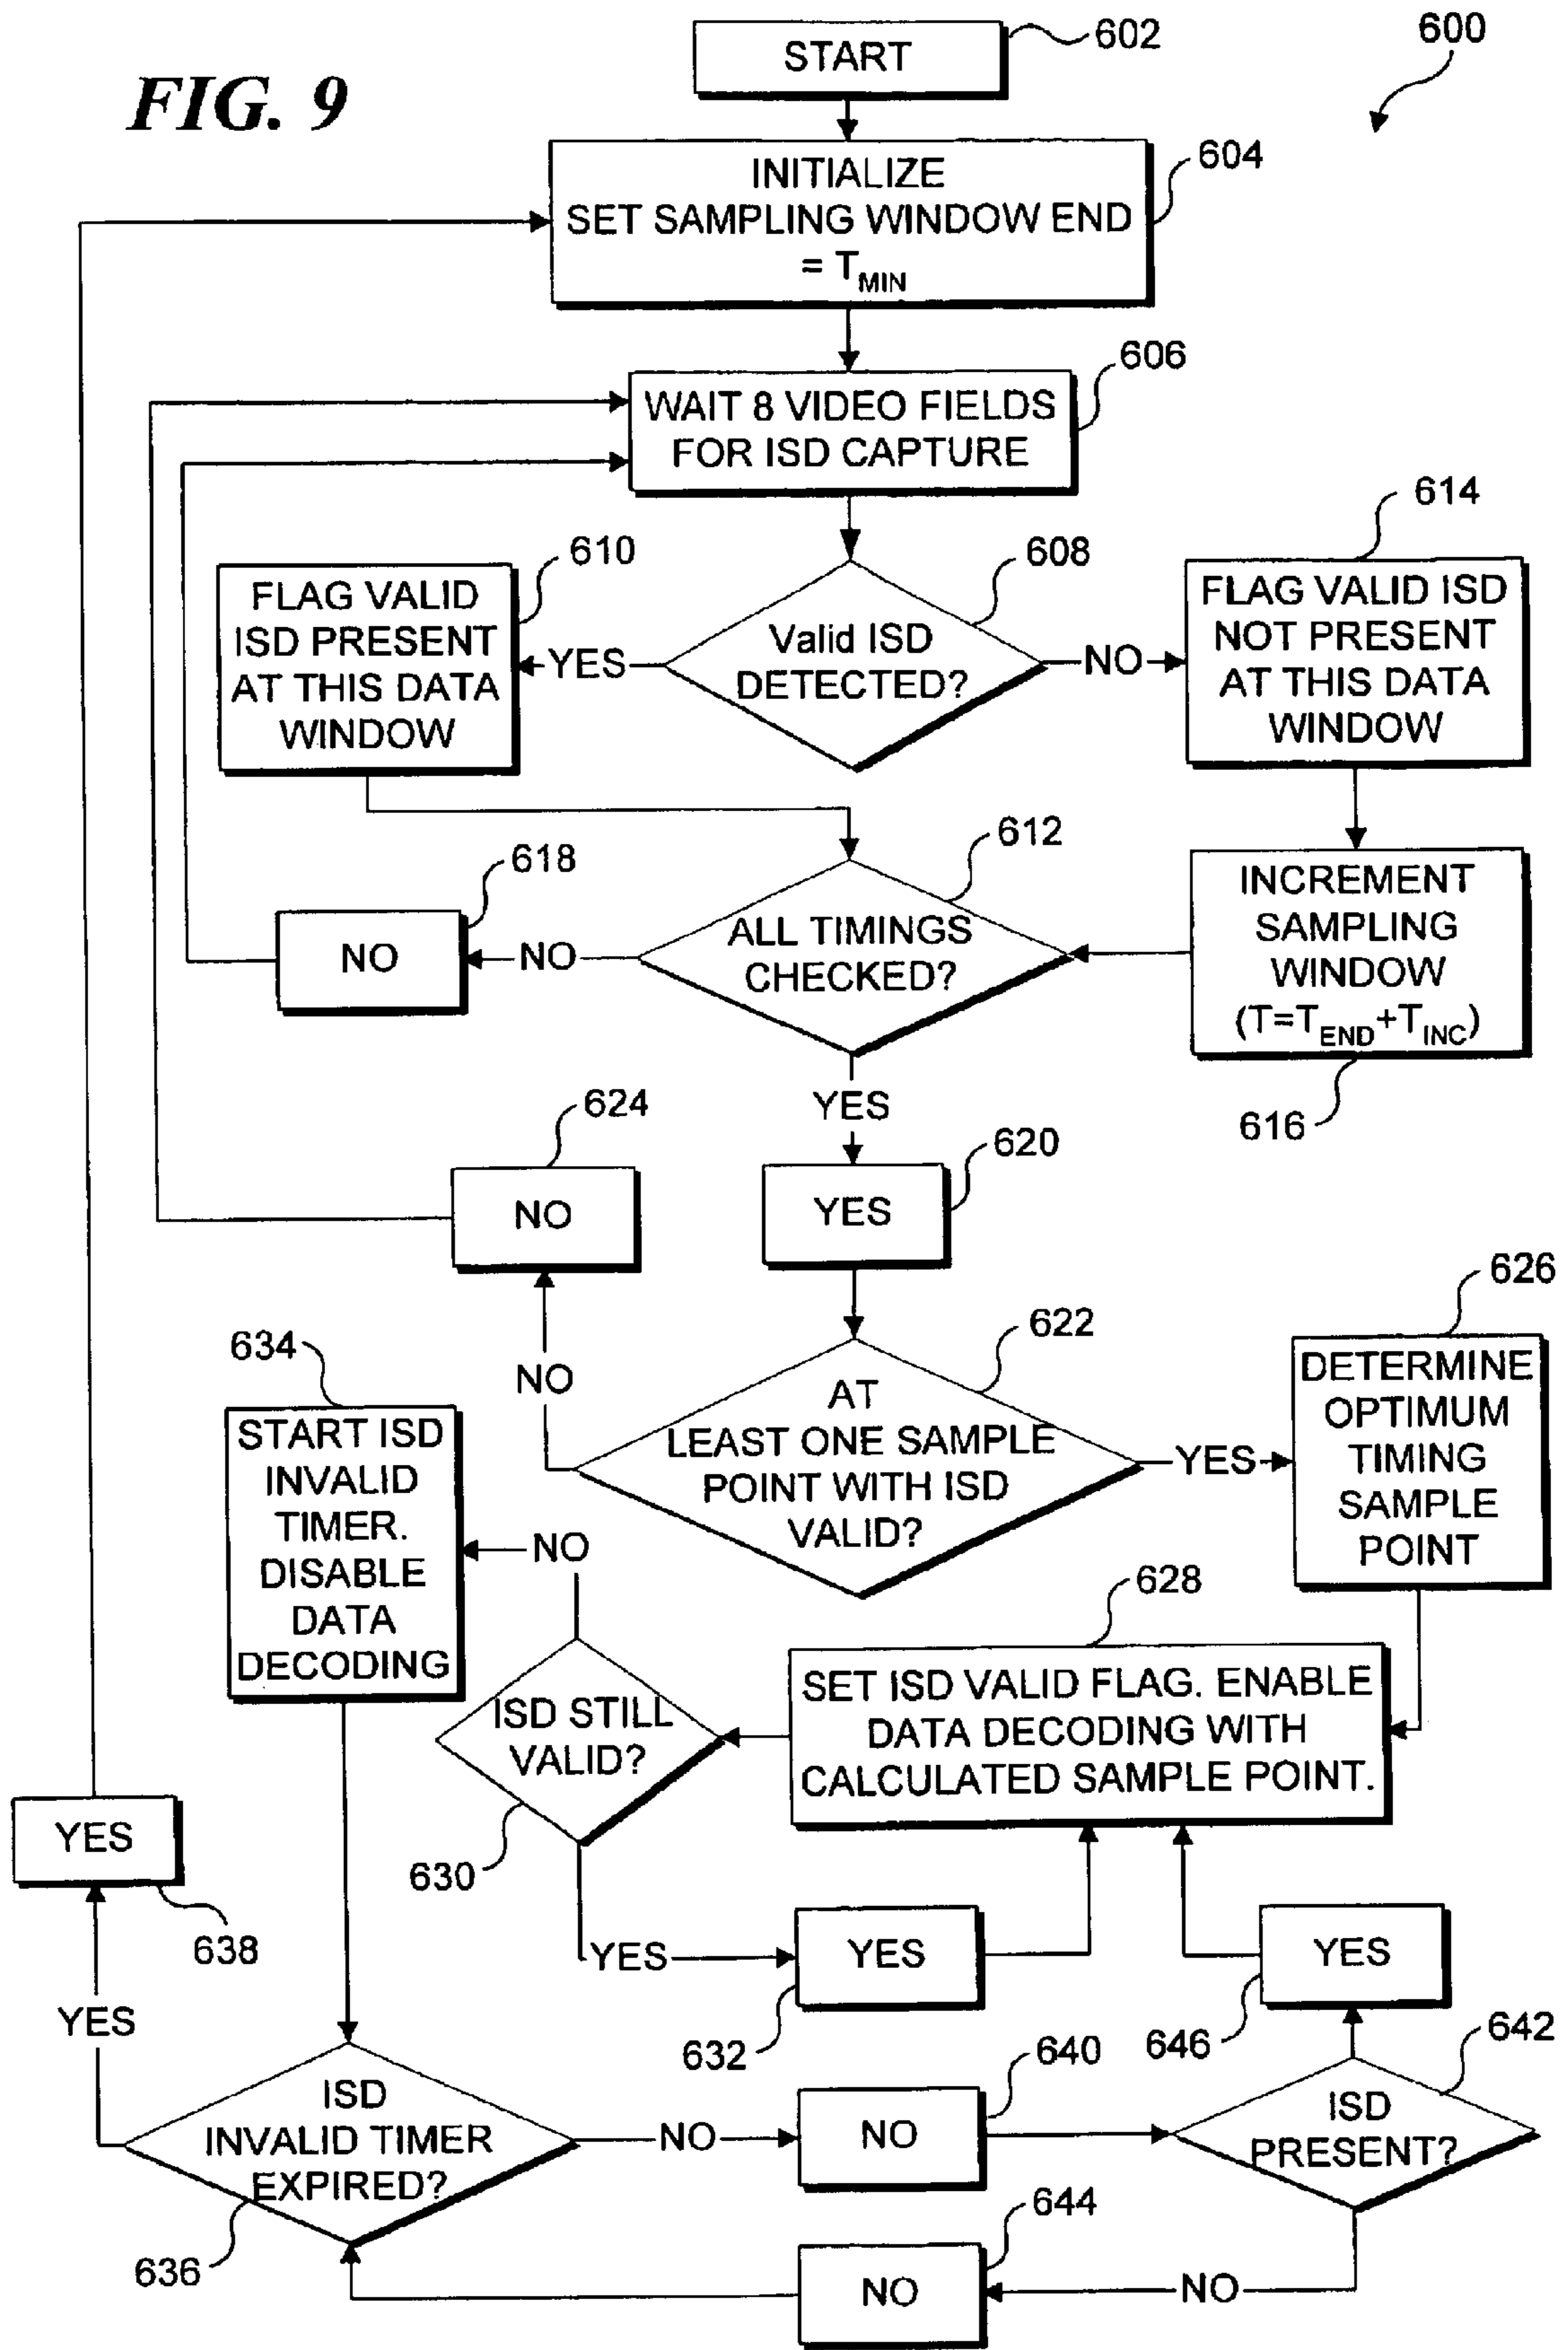 FIG. 9
600
START
602
INITIALIZE
SET SAMPLING WINDOW END
= T_MIN
604
WAIT 8 VIDEO FIELDS
FOR ISD CAPTURE
606
Valid ISD
DETECTED?
608
YES
NO
FLAG VALID
ISD PRESENT
AT THIS DATA
WINDOW
610
FLAG VALID ISD
NOT PRESENT
AT THIS DATA
WINDOW
614
INCREMENT
SAMPLING
WINDOW
(T=T_END+T_INC)
616
ALL TIMINGS
CHECKED?
612
NO
NO
618
YES
YES
620
AT
LEAST ONE SAMPLE
POINT WITH ISD
VALID?
622
NO
NO
624
YES
DETERMINE
OPTIMUM
TIMING
SAMPLE
POINT
626
SET ISD VALID FLAG. ENABLE
DATA DECODING WITH
CALCULATED SAMPLE POINT.
628
ISD STILL
VALID?
630
NO
START ISD
INVALID
TIMER.
DISABLE
DATA
DECODING
634
YES
YES
632
ISD
INVALID TIMER
EXPIRED?
636
YES
YES
638
NO
NO
640
ISD
PRESENT?
642
YES
646
NO
NO
644